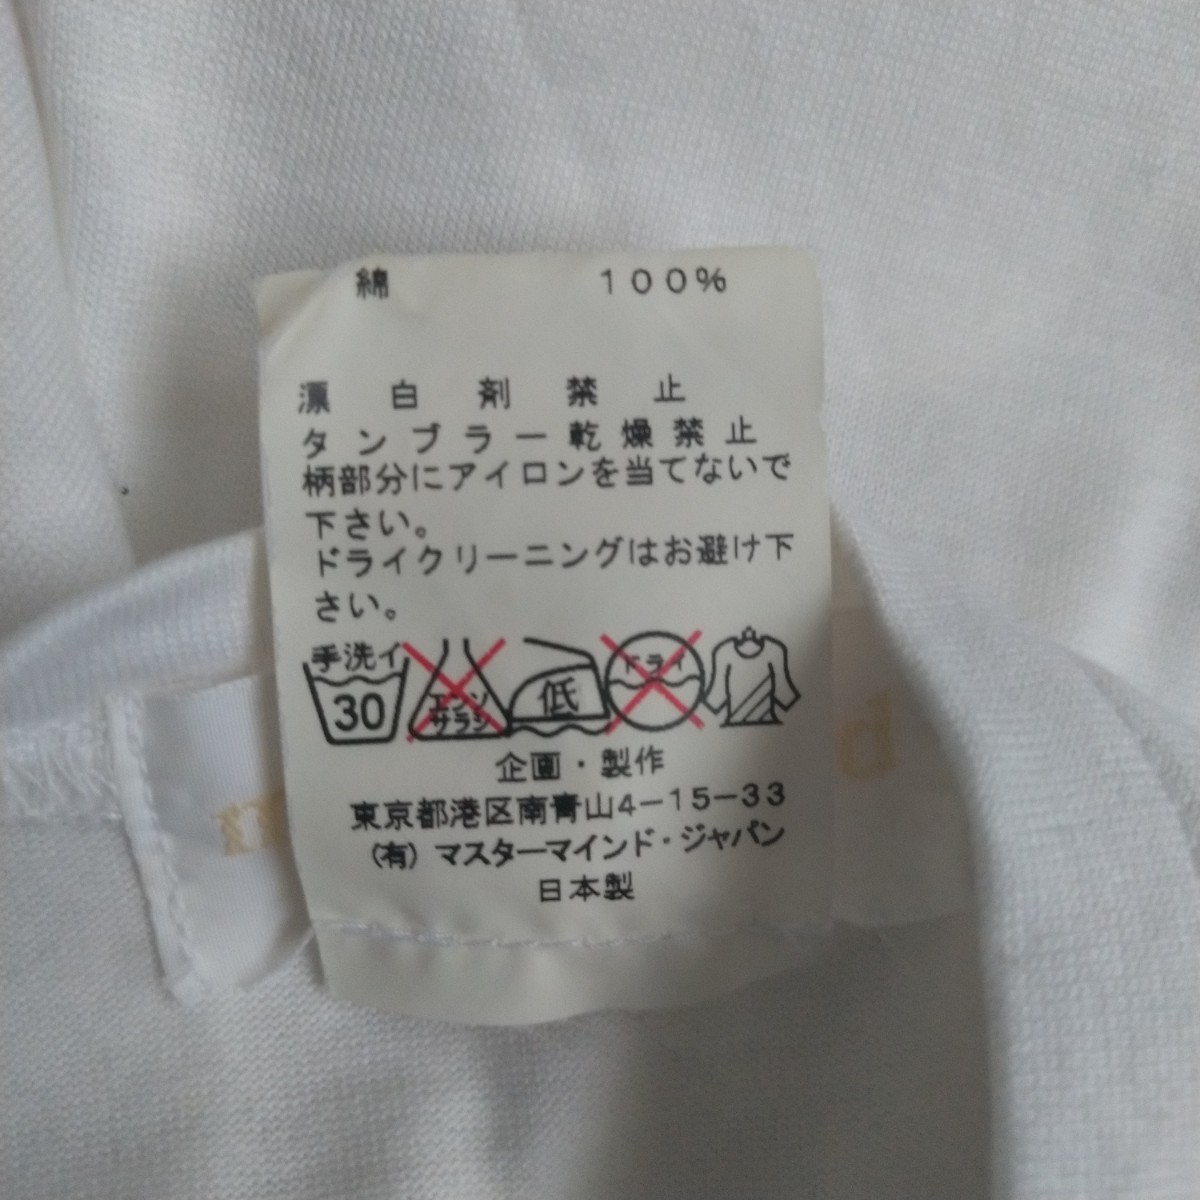 綿 100%
漂白剤禁止
タンブラー乾燥禁止
柄部分にアイロンを当てないで
下さい。
ドライクリーニングはお避け下
さい。
手洗イ
30
エンソ
サラシ
低
ドライ
企画・製作
東京都港区南青山4-15-33
(有) マスターマインド・ジャパン
日本製